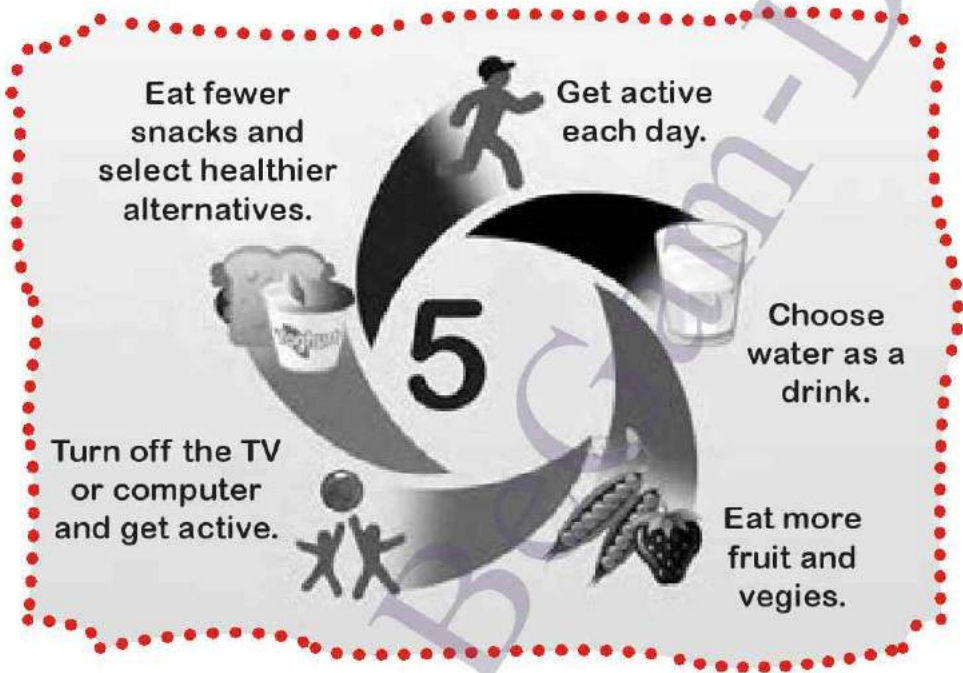 Eat fewer
snacks and
select healthier
alternatives.
Get active
each day.
Choose
water as a
drink.
Eat more
fruit and
vegies.
Turn off the TV
or computer
and get active.
5
Yoghurt